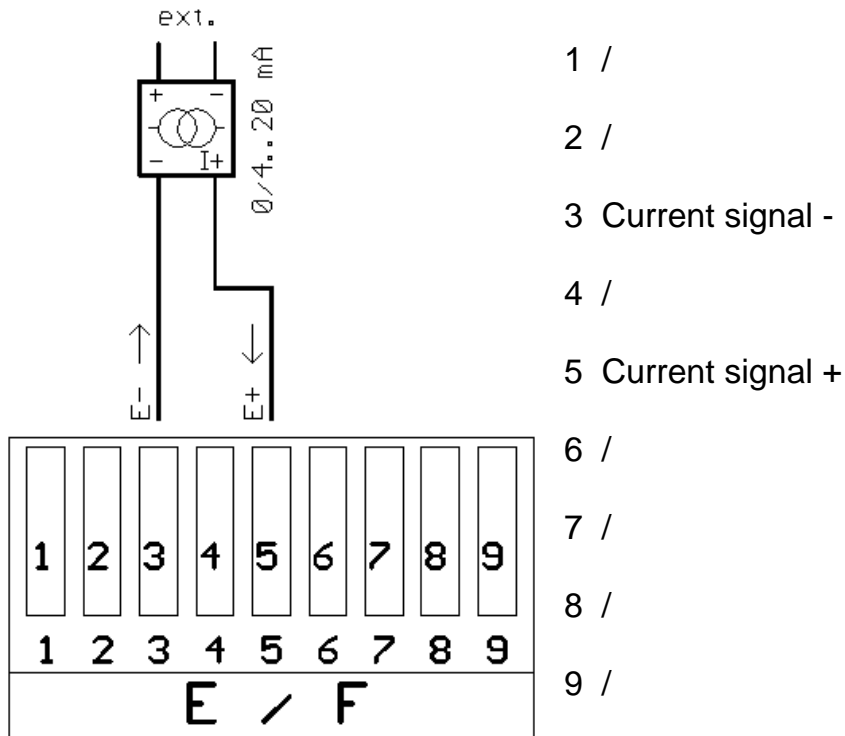 ext.
+ -
- I+
0/4..20 mA
E-
E+
1 2 3 4 5 6 7 8 9
1 2 3 4 5 6 7 8 9
E / F
1 /
2 /
3 Current signal -
4 /
5 Current signal +
6 /
7 /
8 /
9 /